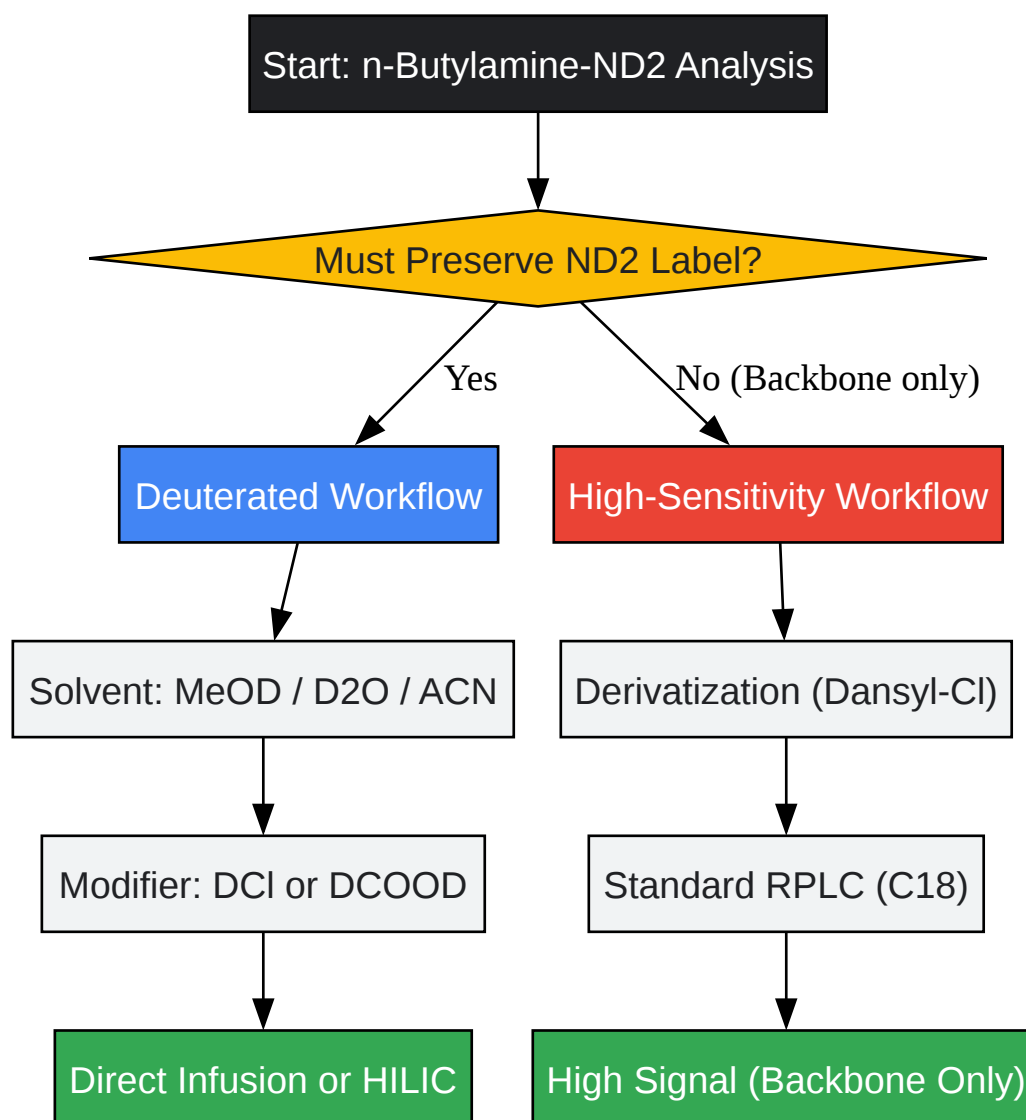 Start: n-Butylamine-ND2 Analysis
Must Preserve ND2 Label?
Yes
No (Backbone only)
Deuterated Workflow
High-Sensitivity Workflow
Solvent: MeOD / D2O / ACN
Derivatization (Dansyl-Cl)
Modifier: DCl or DCOOD
Standard RPLC (C18)
Direct Infusion or HILIC
High Signal (Backbone Only)